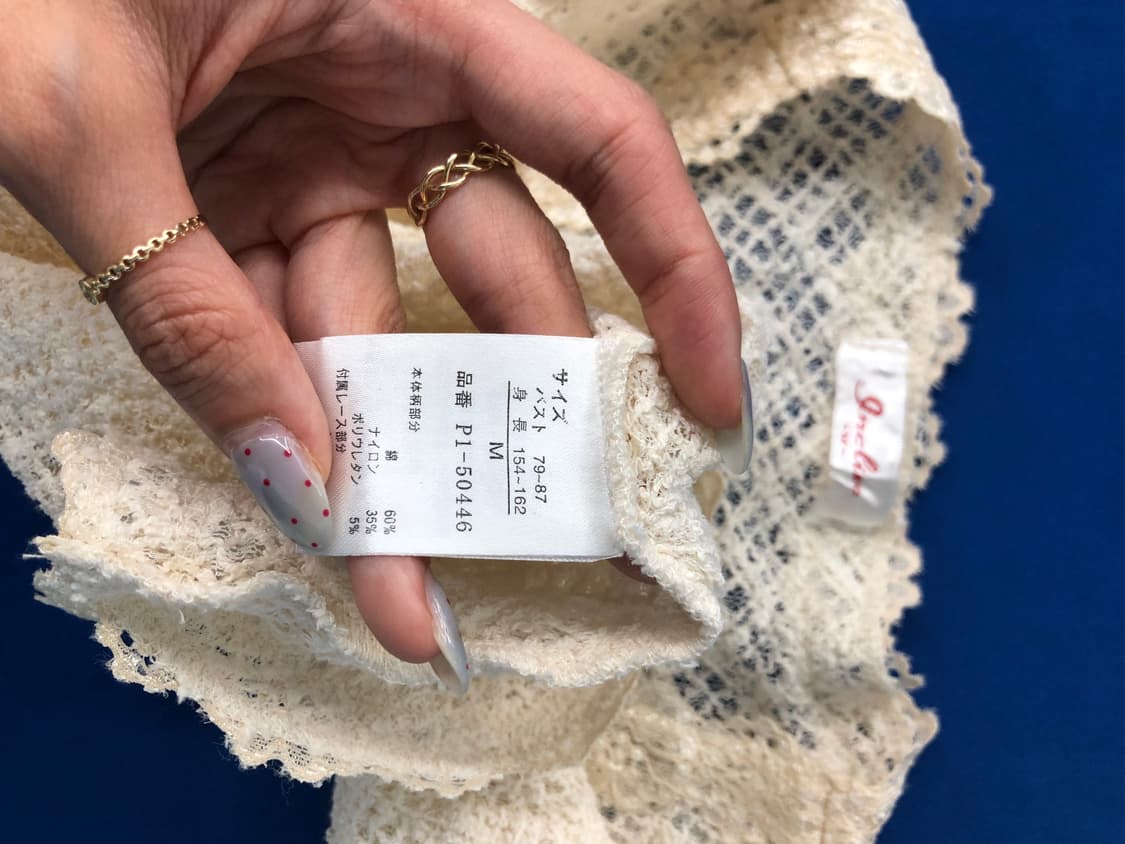 サイズ
バスト 79~87
身長 154~162
M
品番 P1-50446
本体柄部分
綿 60%
ナイロン 35%
ポリウレタン 5%
付属レース部分